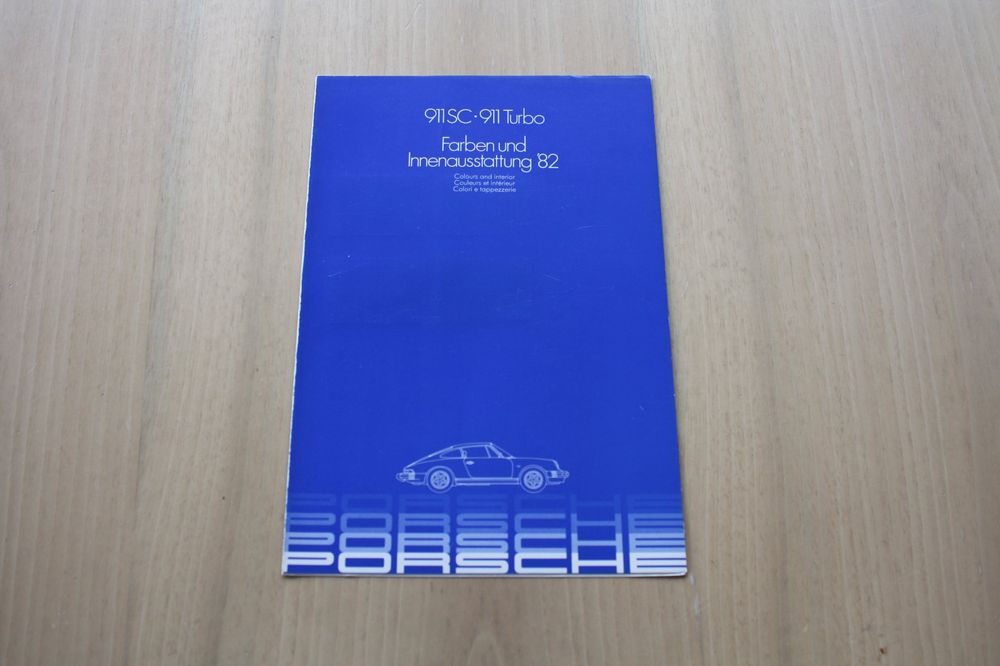 911 SC · 911 Turbo
Farben und
Innenausstattung '82
Colours and interior
Couleurs et intérieur
Colori e tappezzerie
PORSCHE
PORSCHE
PORSCHE
PORSCHE